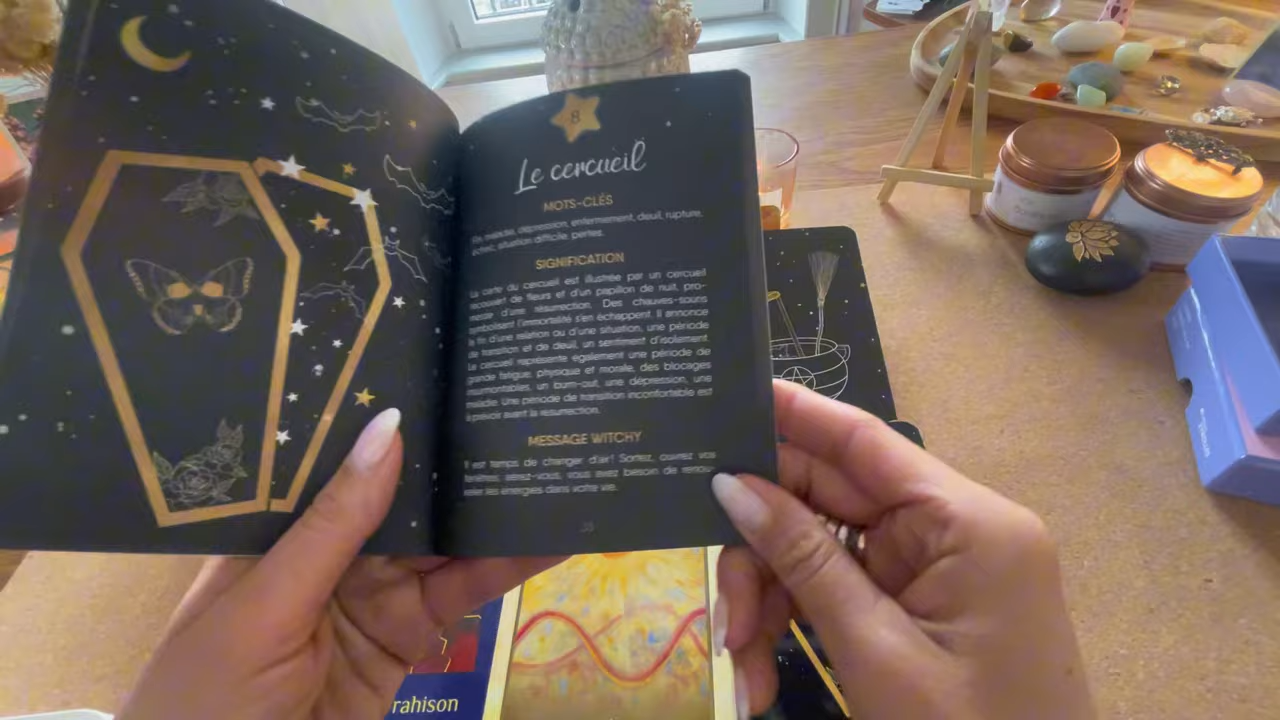 8
Le cercueil
MOTS-CLÉS
maladie, dépression, enfermement, deuil, rupture,
échec, situation difficile, pertes.
SIGNIFICATION
La carte du cercueil est illustrée par un cercueil
recouvert de fleurs et d'un papillon de nuit, pro-
messe d'une résurrection. Des chauves-souris
symbolisant l'immortalité s'en échappent. Il annonce
la fin d'une relation ou d'une situation, une période
de transition et de deuil, un sentiment d'isolement.
Le cercueil représente également une période de
grande fatigue, physique et morale, des blocages
insurmontables, un burn-out, une dépression, une
maladie. Une période de transition inconfortable est
à prévoir avant la résurrection.
MESSAGE WITCHY
Il est temps de changer d'air! Sortez, ouvrez vos
fenêtres, aérez-vous, vous avez besoin de renou-
veler les énergies dans votre vie.
rahison